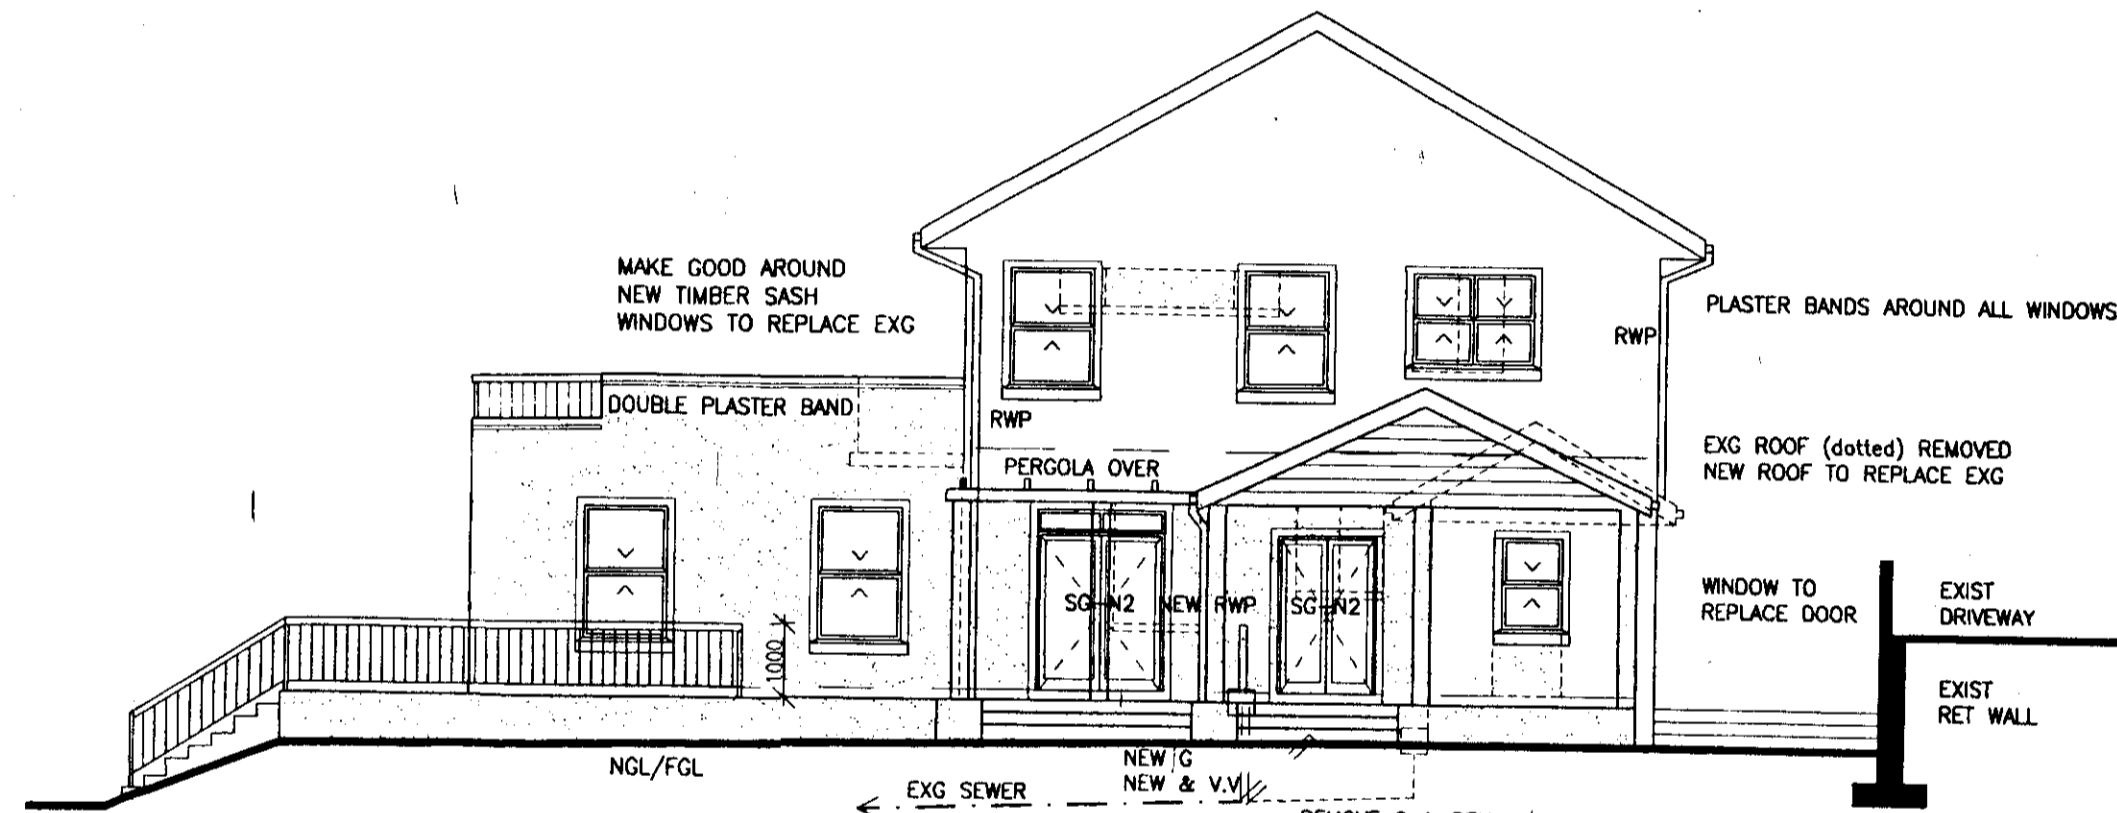 MAKE GOOD AROUND
NEW TIMBER SASH
WINDOWS TO REPLACE EXG
PLASTER BANDS AROUND ALL WINDOWS
RWP
DOUBLE PLASTER BAND
RWP
PERGOLA OVER
EXG ROOF (dotted) REMOVED
NEW ROOF TO REPLACE EXG
SG N2
NEW RWP
SG N2
WINDOW TO
REPLACE DOOR
EXIST
DRIVEWAY
1000
EXIST
RET WALL
NGL/FGL
NEW G
NEW & V.V
EXG SEWER